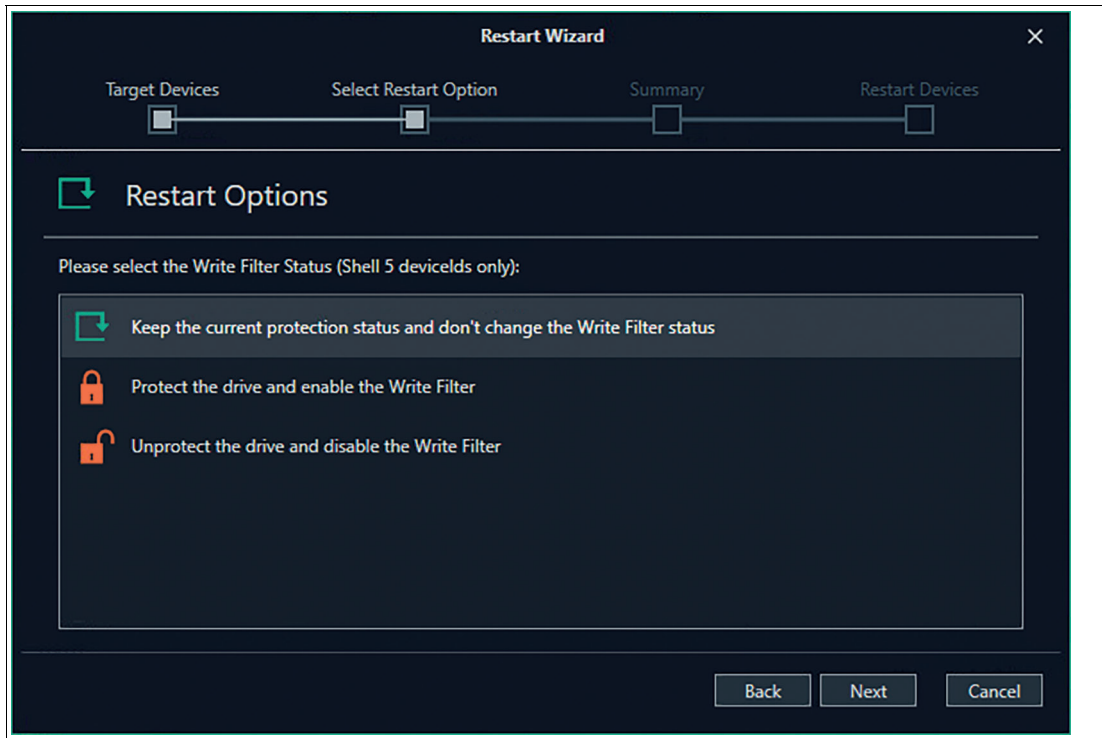 Restart Wizard
Target Devices
Select Restart Option
Summary
Restart Devices
Restart Options
Please select the Write Filter Status (Shell 5 deviceIds only):
Keep the current protection status and don't change the Write Filter status
Protect the drive and enable the Write Filter
Unprotect the drive and disable the Write Filter
Back
Next
Cancel